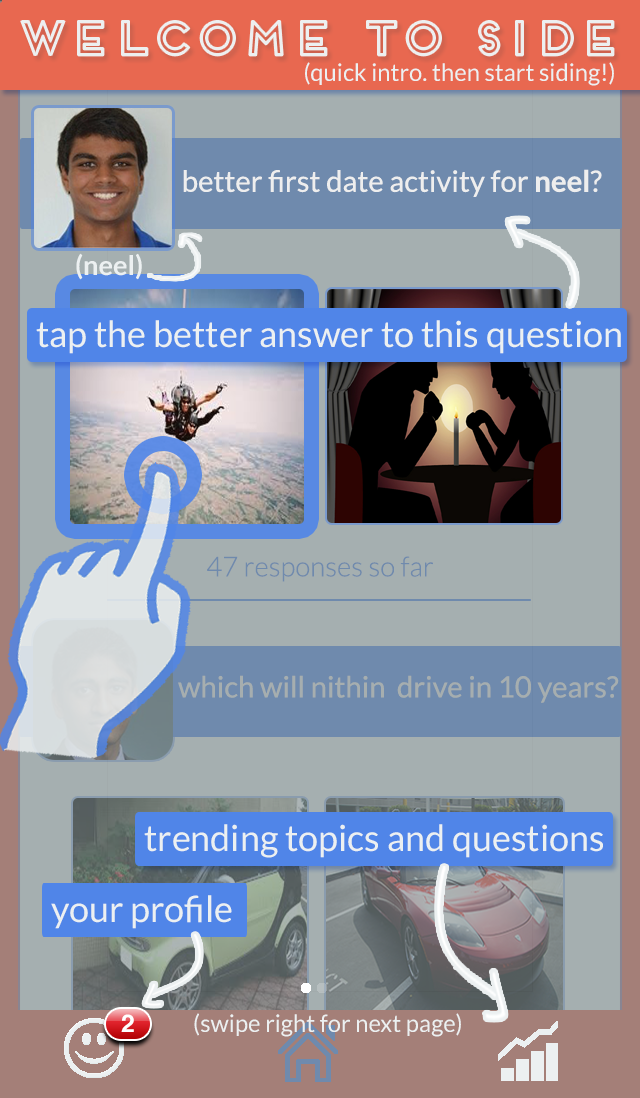 WELCOME TO SIDE
(quick intro. then start siding!)
better first date activity for neel?
(neel)
tap the better answer to this question
47 responses so far
which will nithin drive in 10 years?
trending topics and questions
your profile
2
(swipe right for next page)